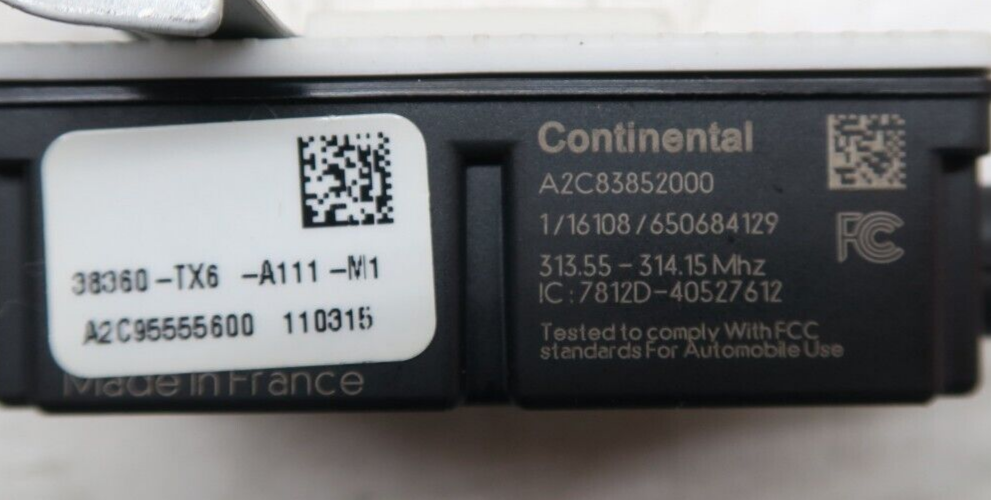 38360-TX6 -A111-M1
A2C95555600 110315
Made in France
Continental
A2C83852000
1/16108/650684129
FC
313.55 - 314.15 Mhz
IC:7812D-40527612
Tested to comply With FCC
standards For Automobile Use